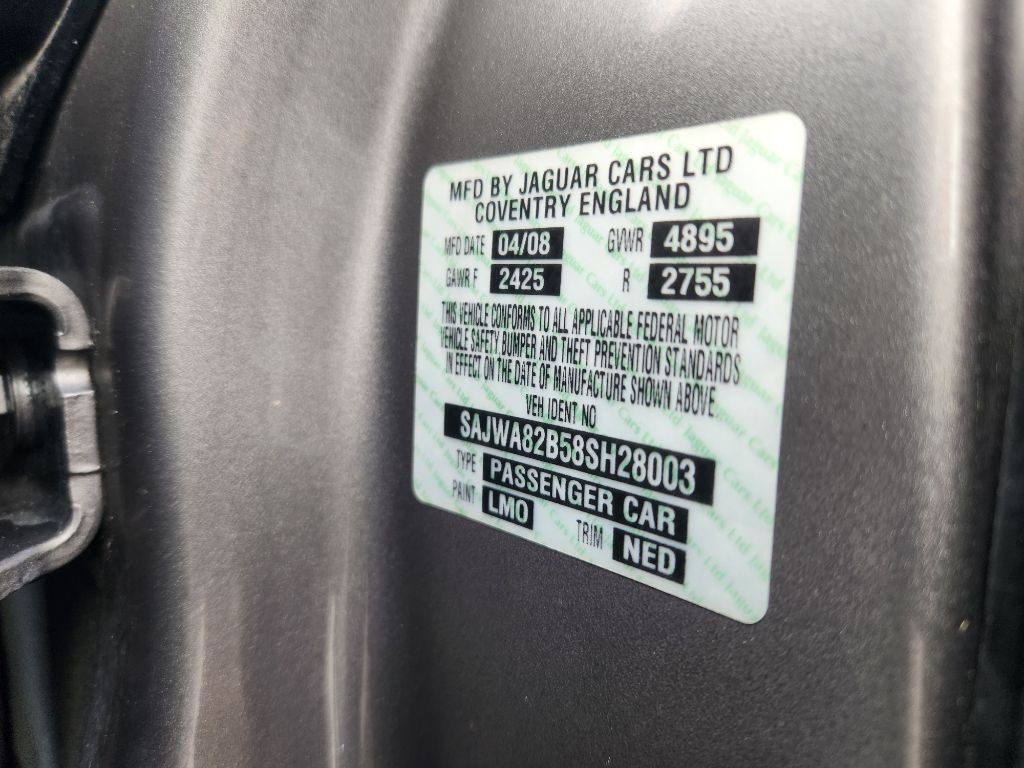 MFD BY JAGUAR CARS LTD
COVENTRY ENGLAND
MFD DATE 04/08 GVWR 4895
GAWR F 2425 R 2755
THIS VEHICLE CONFORMS TO ALL APPLICABLE FEDERAL MOTOR
VEHICLE SAFETY, BUMPER AND THEFT PREVENTION STANDARDS
IN EFFECT ON THE DATE OF MANUFACTURE SHOWN ABOVE.
VEH IDENT NO
SAJWA82B58SH28003
TYPE PASSENGER CAR
PAINT LMO TRIM NED